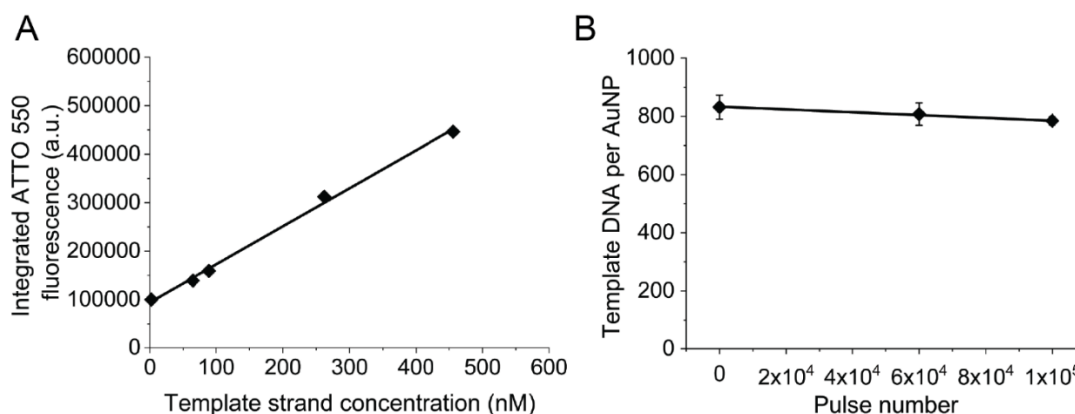 A
Integrated ATTO 550
fluorescence (a.u.)
600000
500000
400000
300000
200000
100000
0
0 100 200 300 400 500 600
Template strand concentration (nM)
B
Template DNA per AuNP
1000
800
600
400
200
0
0 2x10⁴ 4x10⁴ 6x10⁴ 8x10⁴ 1x10⁵
Pulse number